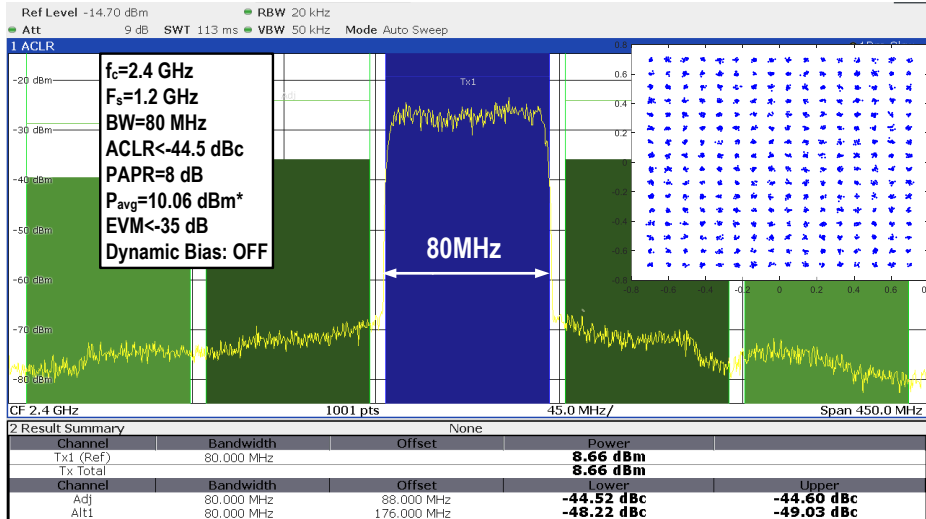 Ref Level -14.70 dBm RBW 20 kHz
Att 9 dB SWT 113 ms VBW 50 kHz Mode Auto Sweep
1 ACLR
fc=2.4 GHz
Fs=1.2 GHz
BW=80 MHz
ACLR<-44.5 dBc
PAPR=8 dB
Pavg=10.06 dBm*
EVM<-35 dB
Dynamic Bias: OFF
Tx1
80MHz
-20 dBm
-30 dBm
-40 dBm
-50 dBm
-60 dBm
-70 dBm
-80 dBm
0.8
0.6
0.4
0.2
0
-0.2
-0.4
-0.6
-0.8
-0.8 -0.6 -0.4 -0.2 0 0.2 0.4 0.6
CF 2.4 GHz 1001 pts 45.0 MHz/ Span 450.0 MHz
2 Result Summary None
Channel Bandwidth Offset Power
Tx1 (Ref) 80.000 MHz 8.66 dBm
Tx Total 8.66 dBm
Channel Bandwidth Offset Lower Upper
Adj 80.000 MHz 88.000 MHz -44.52 dBc -44.60 dBc
Alt1 80.000 MHz 176.000 MHz -48.22 dBc -49.03 dBc